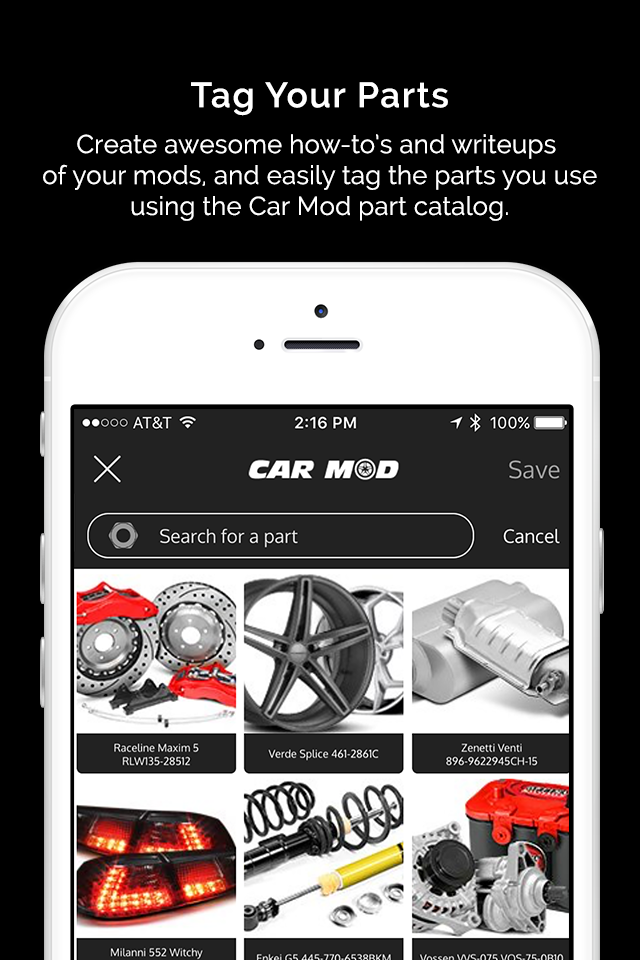 Tag Your Parts
Create awesome how-to's and writeups
of your mods, and easily tag the parts you use
using the Car Mod part catalog.
AT&T 2:16 PM 100%
CAR MOD Save
Search for a part Cancel
Raceline Maxim 5
RLW135-28512
Verde Splice 461-2861C
Zenetti Venti
896-9622945CH-15
Milanni 552 Witchy
Enkei G5 445-770-6538BKM
Vossen VVS-075 VOS-75-0B10